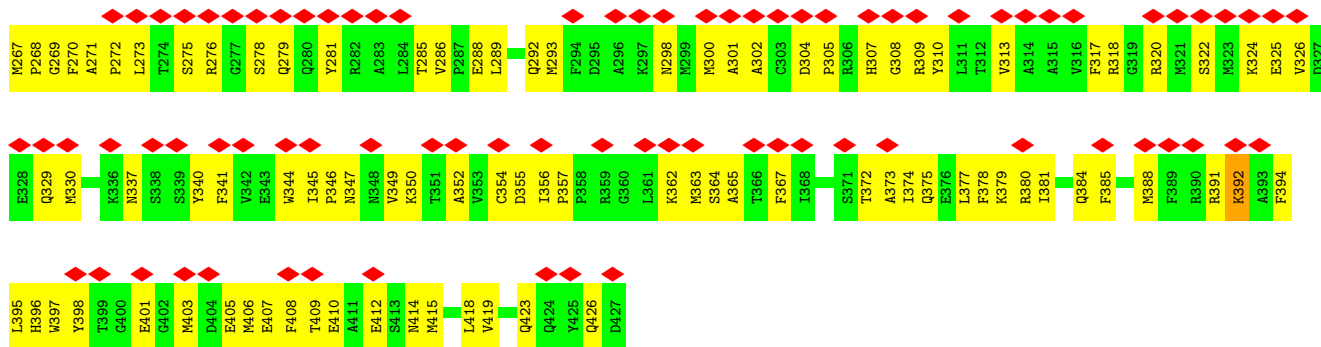 M267 P268 G269 F270 A271 P272 L273 T274 S275 R276 G277 S278 Q279 Q280 Y281 R282 A283 L284 T285 V286 P287 E288 L289 Q292 M293 F294 D295 A296 K297 N298 M299 M300 A301 A302 C303 D304 P305 R306 H307 G308 R309 Y310 L311 T312 V313 A314 A315 V316 F317 R318 G319 R320 M321 S322 M323 K324 E325 V326 D327
E328 Q329 M330 K336 N337 S338 S339 Y340 F341 V342 E343 W344 I345 P346 N347 N348 V349 K350 T351 A352 V353 C354 D355 I356 P357 P358 R359 G360 L361 K362 M363 S364 A365 T366 F367 I368 S371 T372 A373 I374 Q375 E376 L377 F378 K379 R380 I381 Q384 F385 M388 F389 R390 R391 K392 A393 F394
L395 H396 W397 Y398 T399 G400 E401 G402 M403 D404 E405 M406 E407 F408 T409 E410 A411 E412 S413 N414 M415 L418 V419 Q423 Q424 Y425 Q426 D427